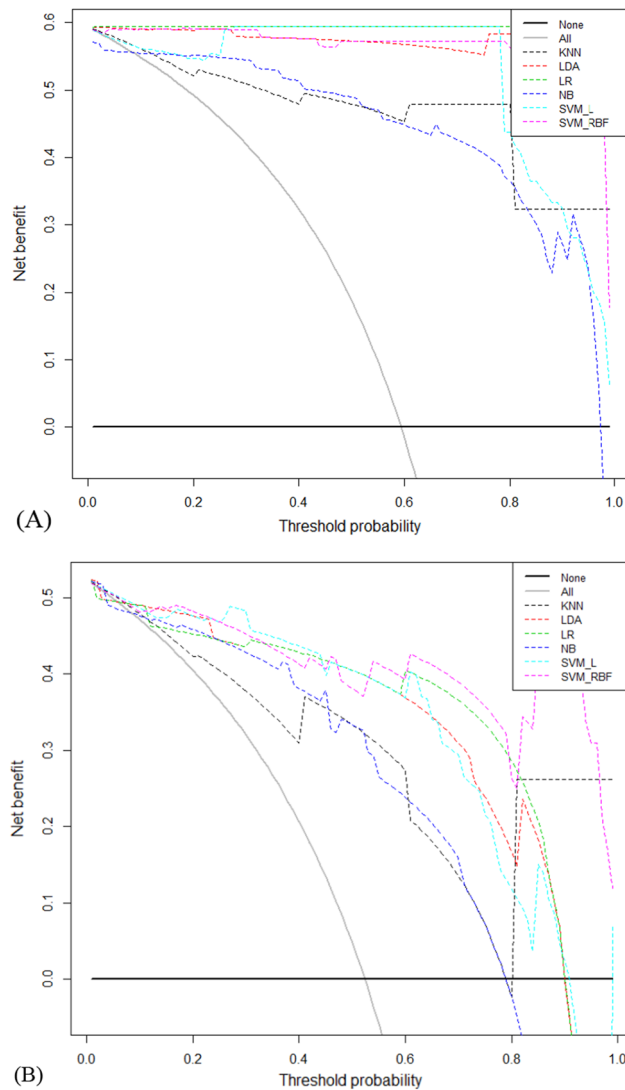 0.6
0.5
0.4
0.3
0.2
0.1
0.0
Net benefit
None
All
KNN
LDA
LR
NB
SVM_L
SVM_RBF
0.0 0.2 0.4 0.6 0.8 1.0
Threshold probability
(A)
0.5
0.4
0.3
0.2
0.1
0.0
Net benefit
None
All
KNN
LDA
LR
NB
SVM_L
SVM_RBF
0.0 0.2 0.4 0.6 0.8 1.0
Threshold probability
(B)